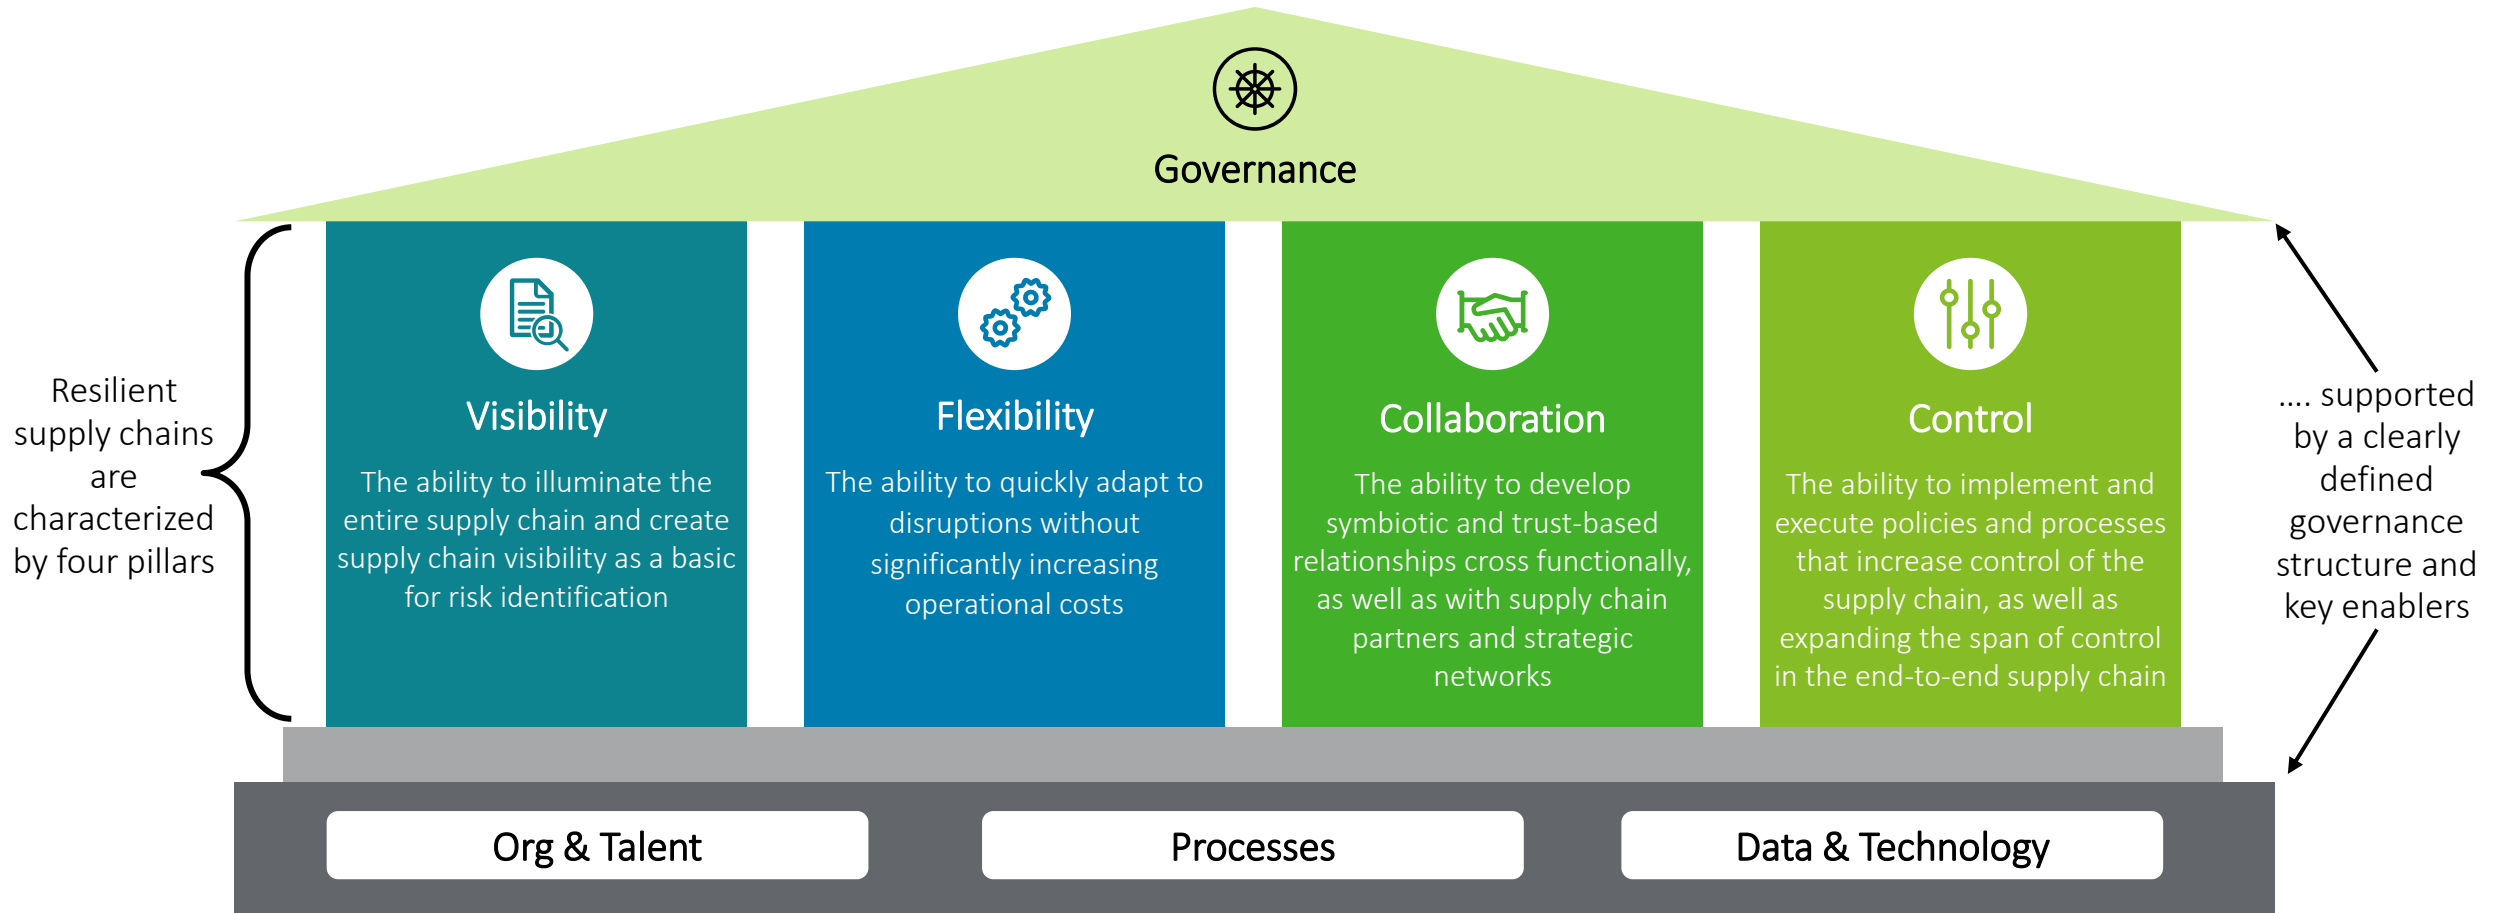 Governance
Resilient
supply chains
are
characterized
by four pillars
Visibility
The ability to illuminate the
entire supply chain and create
supply chain visibility as a basic
for risk identification
Flexibility
The ability to quickly adapt to
disruptions without
significantly increasing
operational costs
Collaboration
The ability to develop
symbiotic and trust-based
relationships cross functionally,
as well as with supply chain
partners and strategic
networks
Control
The ability to implement and
execute policies and processes
that increase control of the
supply chain, as well as
expanding the span of control
in the end-to-end supply chain
.... supported
by a clearly
defined
governance
structure and
key enablers
Org & Talent
Processes
Data & Technology